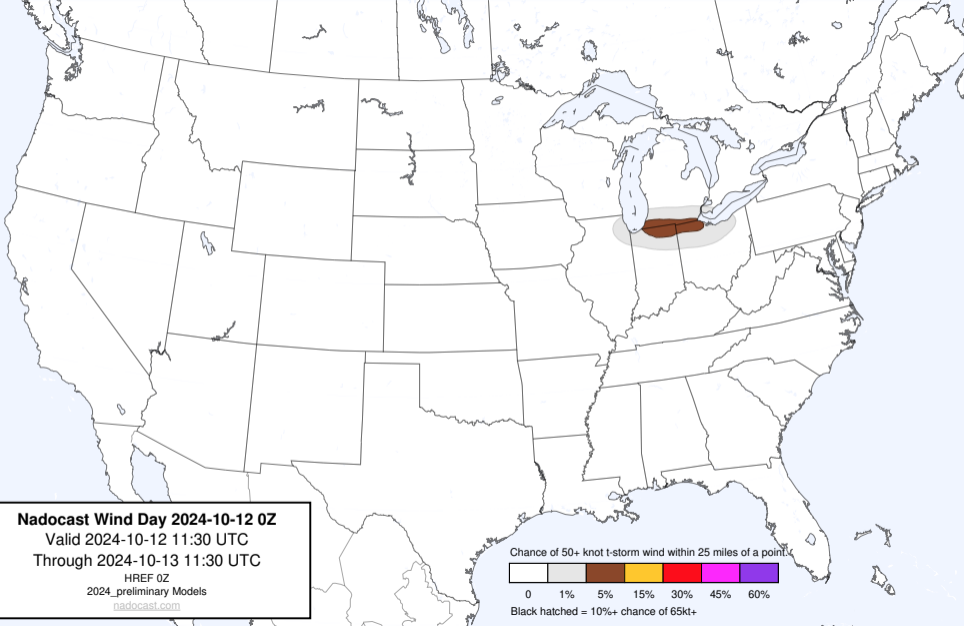 Nadocast Wind Day 2024-10-12 0Z
Valid 2024-10-12 11:30 UTC
Through 2024-10-13 11:30 UTC
HREF 0Z
2024_preliminary Models
nadocast.com
Chance of 50+ knot t-storm wind within 25 miles of a point.
0 1% 5% 15% 30% 45% 60%
Black hatched = 10%+ chance of 65kt+